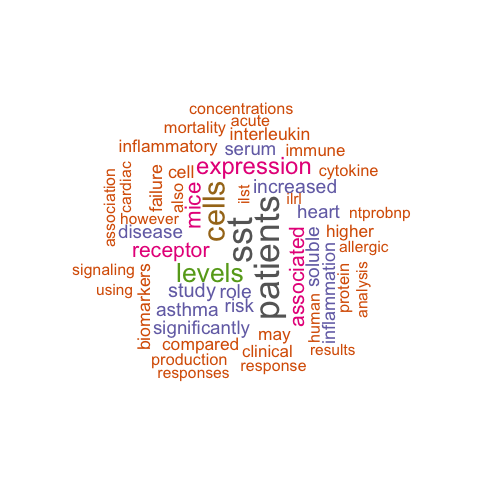 concentrations
acute
mortality
interleukin
inflammatory
serum
immune
expression
cytokine
association
cardiac
failure
cell
also
mice
cells
ilst
increased
ilrl
however
disease
sst
patients
heart
ntprobnp
receptor
higher
allergic
signaling
levels
associated
soluble
inflammation
using
biomarkers
study
role
risk
human
protein
analysis
asthma
significantly
may
compared
clinical
results
production
response
responses